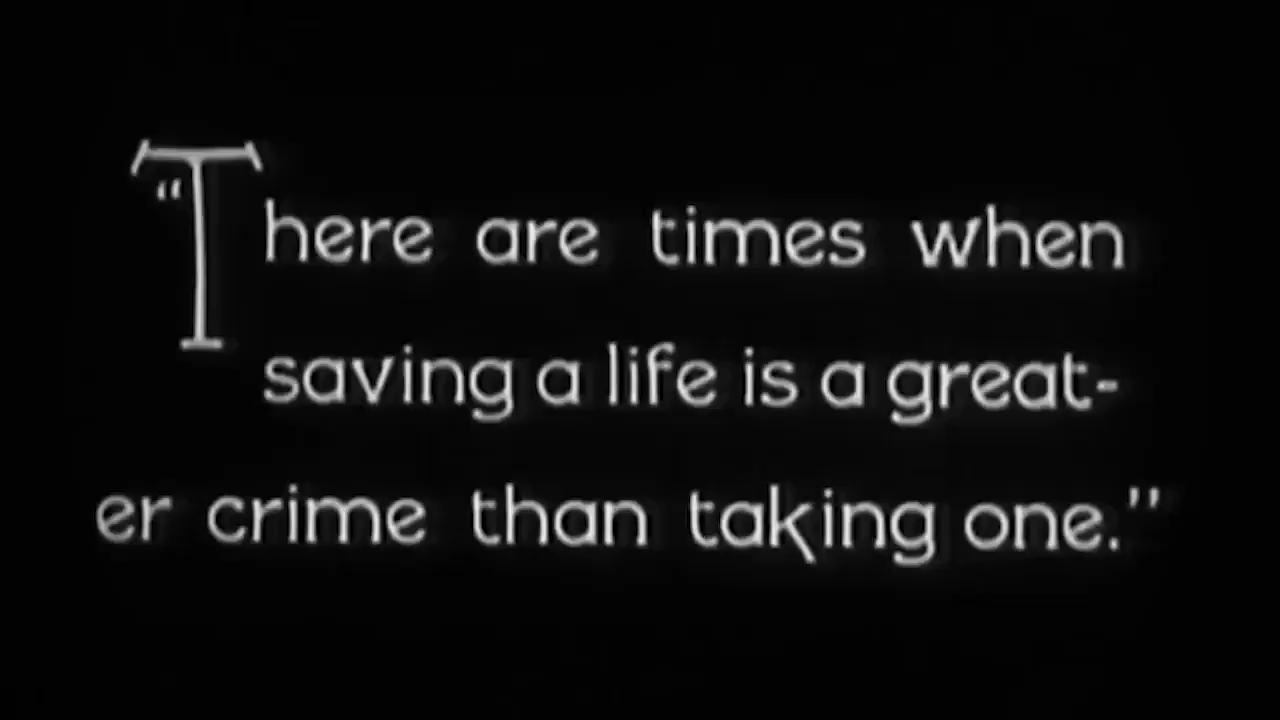 “There are times when
saving a life is a great-
er crime than taking one.”